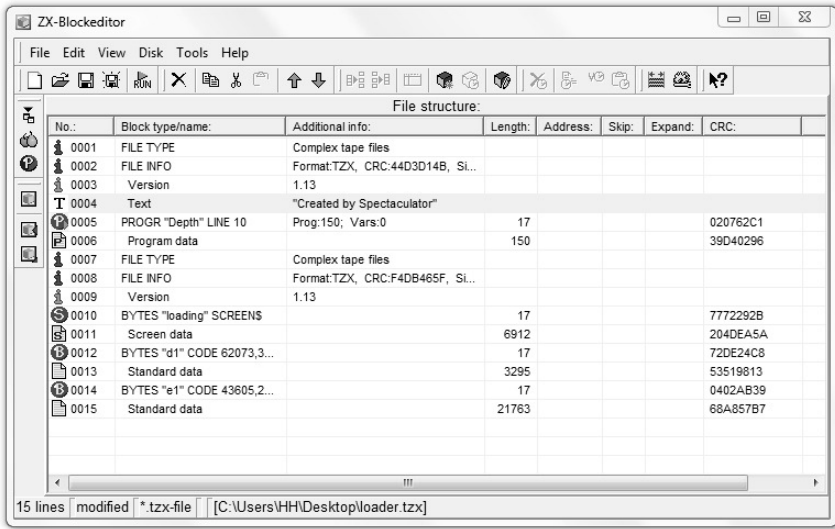 ZX-Blockeditor
File Edit View Disk Tools Help
RUN
File structure:
No.: Block type/name: Additional info: Length: Address: Skip: Expand: CRC:
0001 FILE TYPE Complex tape files
0002 FILE INFO Format:TZX, CRC:44D3D14B, Si...
0003 Version 1.13
T 0004 Text "Created by Spectaculator"
P 0005 PROGR "Depth" LINE 10 Prog:150; Vars:0 17 020762C1
P 0006 Program data 150 39D40296
0007 FILE TYPE Complex tape files
0008 FILE INFO Format:TZX, CRC:F4DB465F, Si...
0009 Version 1.13
S 0010 BYTES "loading" SCREEN$ 17 7772292B
S 0011 Screen data 6912 204DEA5A
B 0012 BYTES "d1" CODE 62073,3... 17 72DE24C8
0013 Standard data 3295 53519813
B 0014 BYTES "e1" CODE 43605,2... 17 0402AB39
0015 Standard data 21763 68A857B7
15 lines modified *.tzx-file [C:\Users\HH\Desktop\loader.tzx]